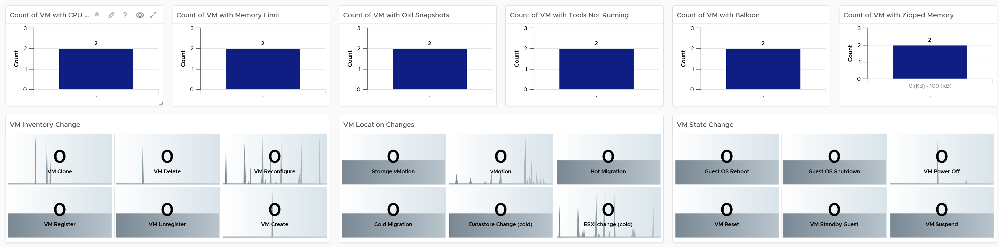 Count of VM with CPU ...
?
3
2
1
0
Count
2
.
Count of VM with Memory Limit
3
2
1
0
Count
2
.
Count of VM with Old Snapshots
3
2
1
0
Count
2
.
Count of VM with Tools Not Running
3
2
1
0
Count
2
.
Count of VM with Balloon
3
2
1
0
Count
2
.
Count of VM with Zipped Memory
3
2
1
0
Count
2
0 (KB) - 100 (KB)
.
VM Inventory Change
0
VM Clone
0
VM Delete
0
VM Reconfigure
0
VM Register
0
VM Unregister
0
VM Create
VM Location Changes
0
Storage vMotion
0
vMotion
0
Hot Migration
0
Cold Migration
0
Datastore Change (cold)
0
ESXi change (cold)
VM State Change
0
Guest OS Reboot
0
Guest OS Shutdown
0
VM Power Off
0
VM Reset
0
VM Standby Guest
0
VM Suspend